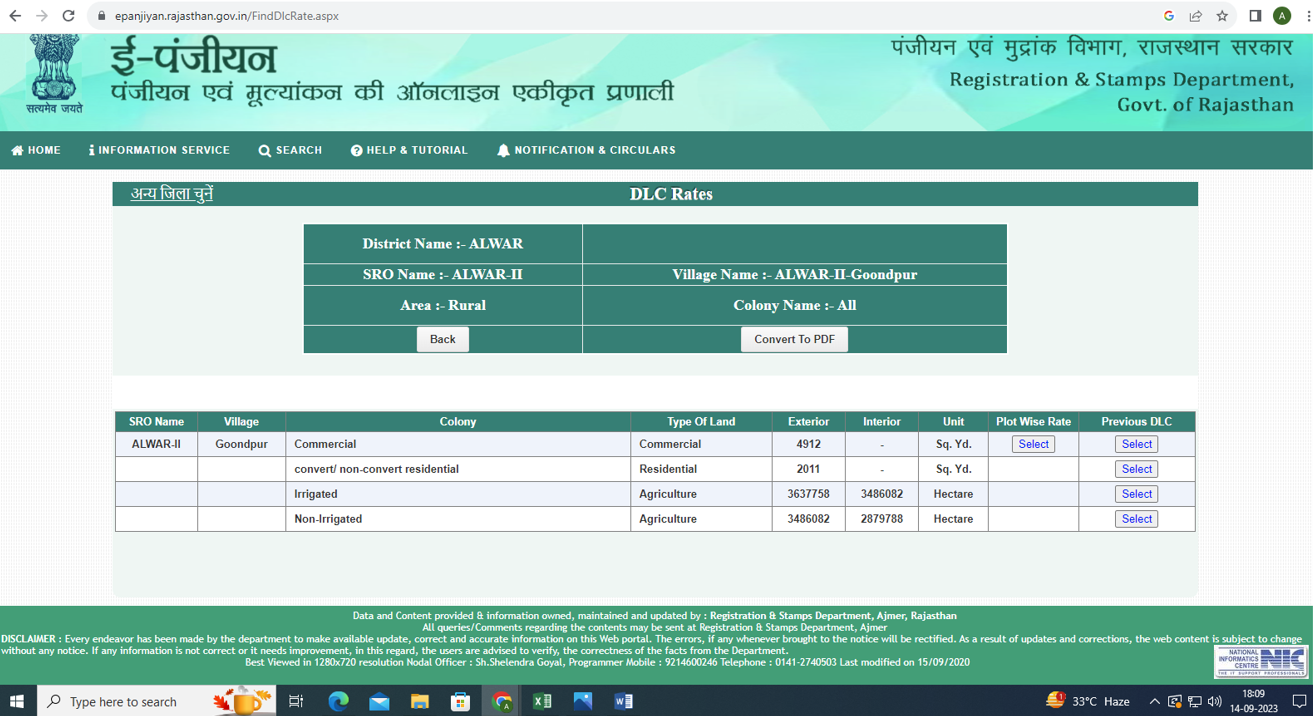 epanjiyan.rajasthan.gov.in/FindDlcRate.aspx
A
सत्यमेव जयते
ई-पंजीयन
पंजीयन एवं मूल्यांकन की ऑनलाइन एकीकृत प्रणाली
पंजीयन एवं मुद्रांक विभाग, राजस्थान सरकार
Registration & Stamps Department,
Govt. of Rajasthan
HOME INFORMATION SERVICE SEARCH HELP & TUTORIAL NOTIFICATION & CIRCULARS
अन्य जिला चुनें DLC Rates
District Name :- ALWAR
SRO Name :- ALWAR-II Village Name :- ALWAR-II-Goondpur
Area :- Rural Colony Name :- All
Back Convert To PDF
SRO Name Village Colony Type Of Land Exterior Interior Unit Plot Wise Rate Previous DLC
ALWAR-II Goondpur Commercial Commercial 4912 - Sq. Yd. Select Select
convert/ non-convert residential Residential 2011 - Sq. Yd. Select
Irrigated Agriculture 3637758 3486082 Hectare Select
Non-Irrigated Agriculture 3486082 2879788 Hectare Select
Data and Content provided & information owned, maintained and updated by : Registration & Stamps Department, Ajmer, Rajasthan
All queries/Comments regarding the contents may be sent at Registration & Stamps Department, Ajmer
DISCLAIMER : Every endeavor has been made by the department to make available update, correct and accurate information on this Web portal. The errors, if any whenever brought to the notice will be rectified. As a result of updates and corrections, the web content is subject to change
without any notice. If any information is not correct or it needs improvement, in this regard, the users are advised to verify, the correctness of the facts from the Department.
Best Viewed in 1280x720 resolution Nodal Officer : Sh.Shelendra Goyal, Programmer Mobile : 9214600246 Telephone : 0141-2740503 Last modified on 15/09/2020
NATIONAL
INFORMATICS
CENTRE
NIC
THE IT SUPPORT PROFESSIONALS
Type here to search
1 33°C Haze
18:09
14-09-2023